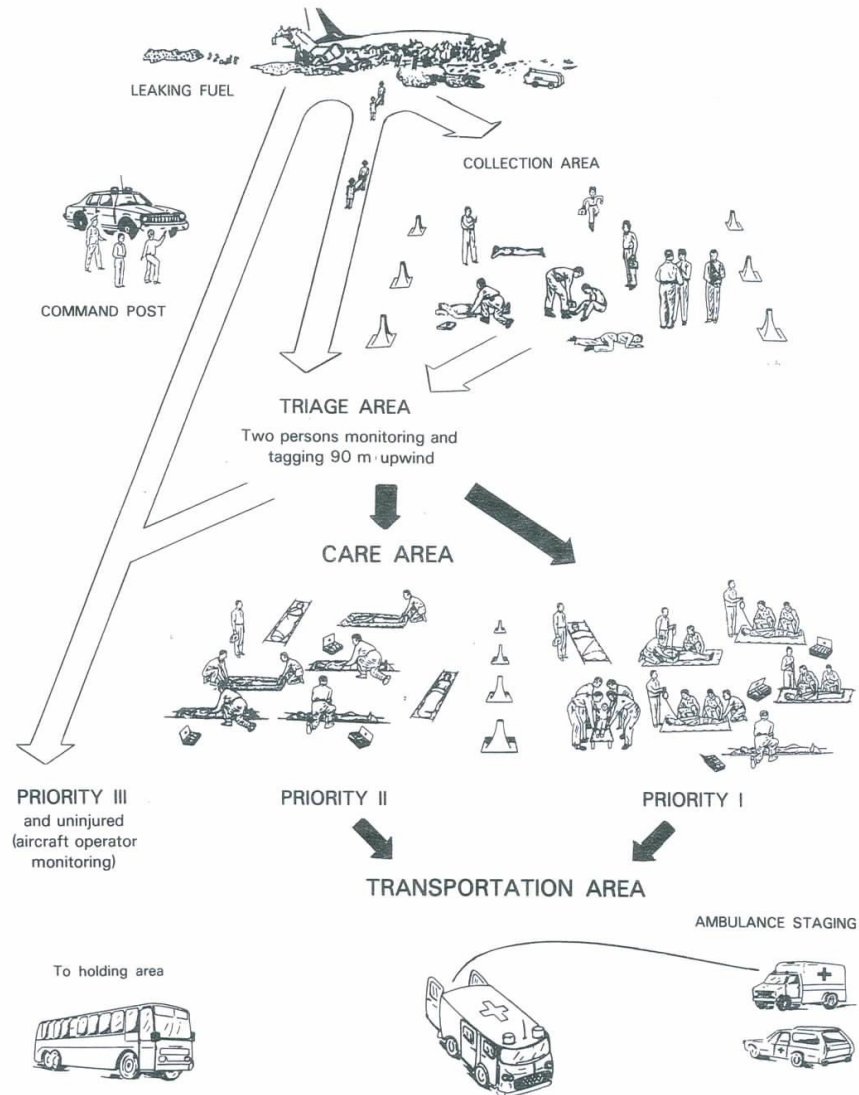 LEAKING FUEL
COLLECTION AREA
COMMAND POST
TRIAGE AREA
Two persons monitoring and
tagging 90 m upwind
CARE AREA
PRIORITY III
and uninjured
(aircraft operator
monitoring)
PRIORITY II
PRIORITY I
TRANSPORTATION AREA
AMBULANCE STAGING
To holding area